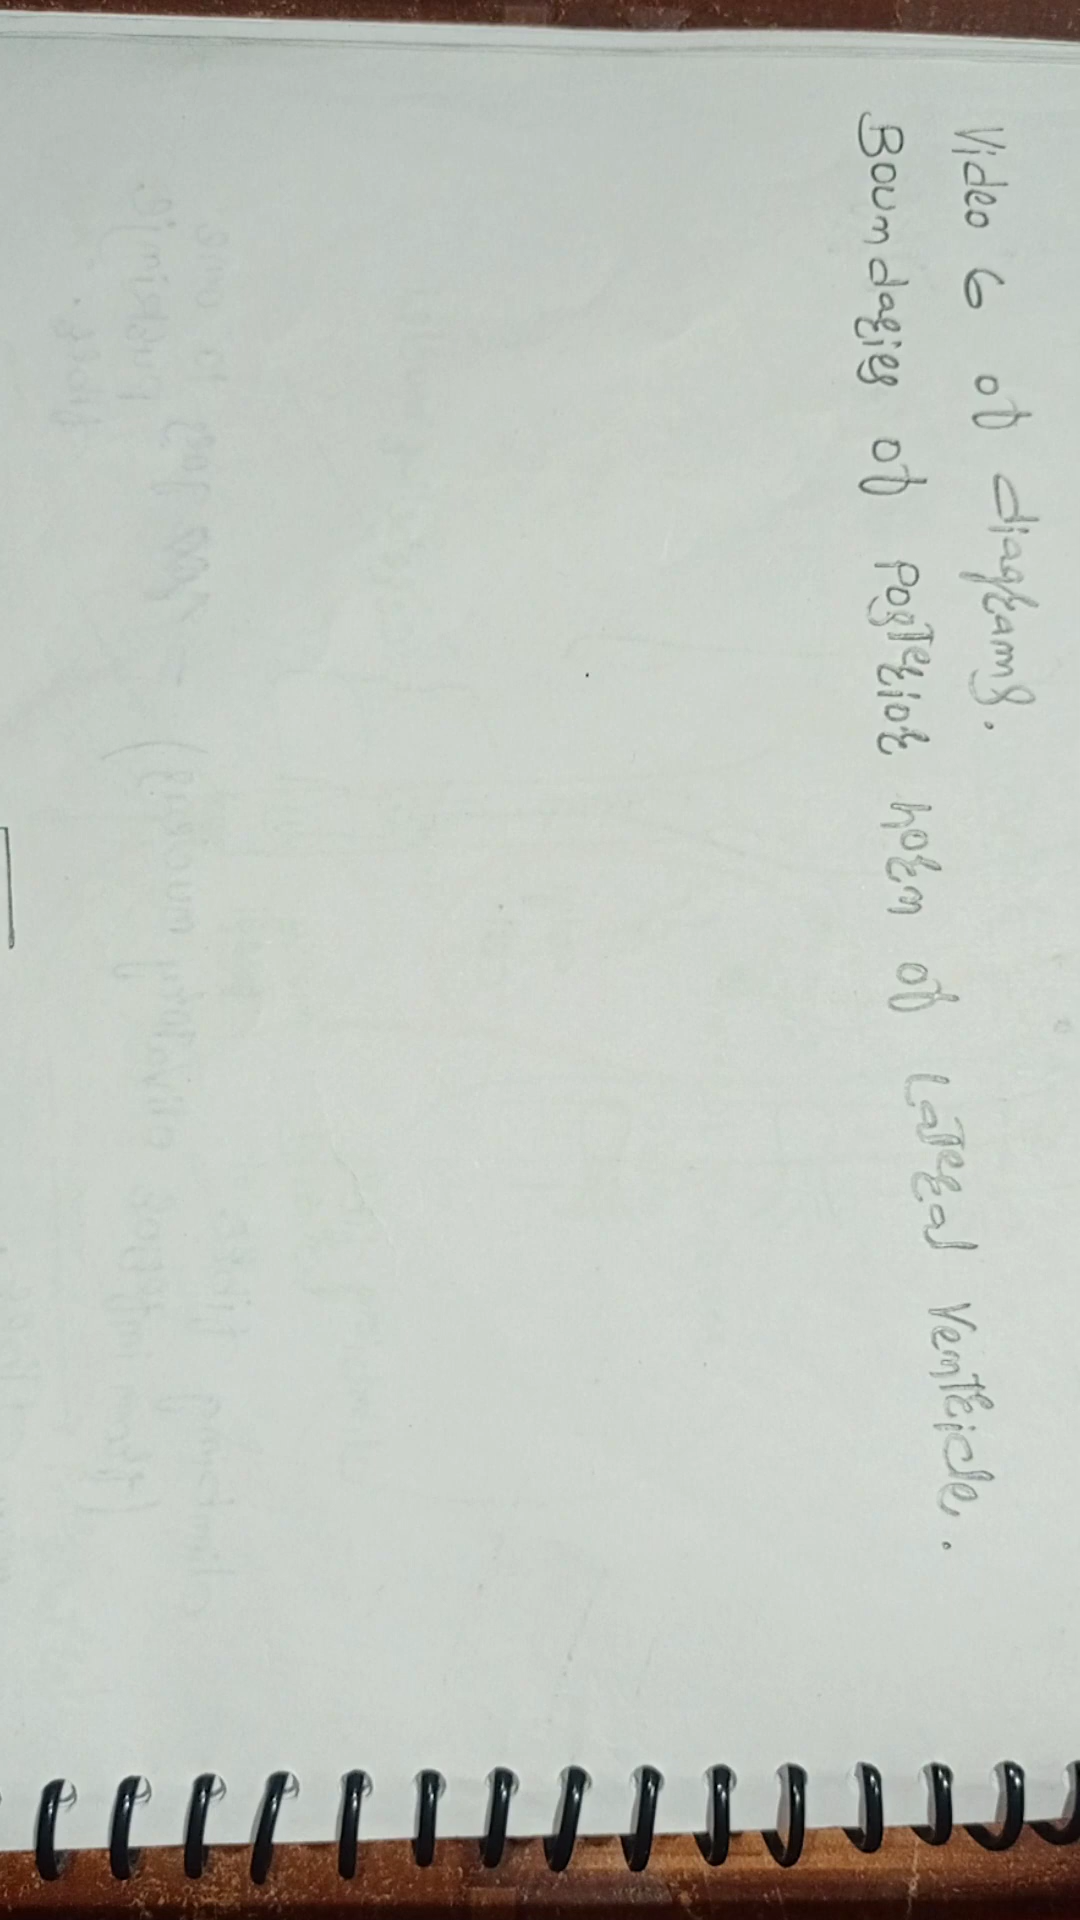 Video 6 of diagrams.
Boundaries of Posterior horn of Lateral Ventricle.